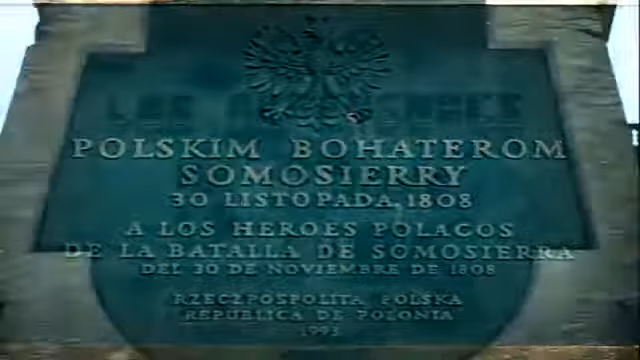 POLSKIM BOHATEROM
SOMOSIERRY
30 LISTOPADA, 1808
A LOS HEROES POLACOS
DE LA BATALLA DE SOMOSIERRA
DEL 30 DE NOVIEMBRE DE 1808
RZECZPOSPOLITA POLSKA
REPUBLICA DE POLONIA
1993